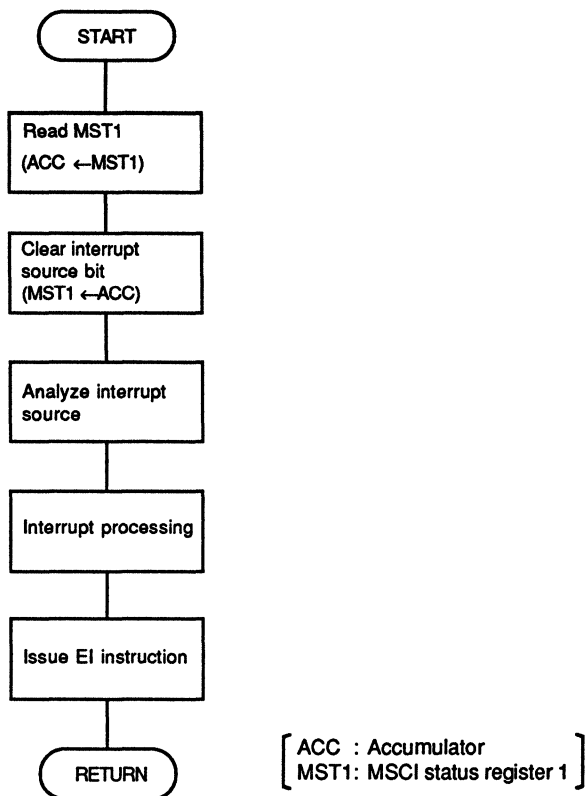 START
Read MST1
(ACC ←MST1)
Clear interrupt
source bit
(MST1 ←ACC)
Analyze interrupt
source
Interrupt processing
Issue EI instruction
RETURN
ACC : Accumulator
MST1: MSCI status register 1